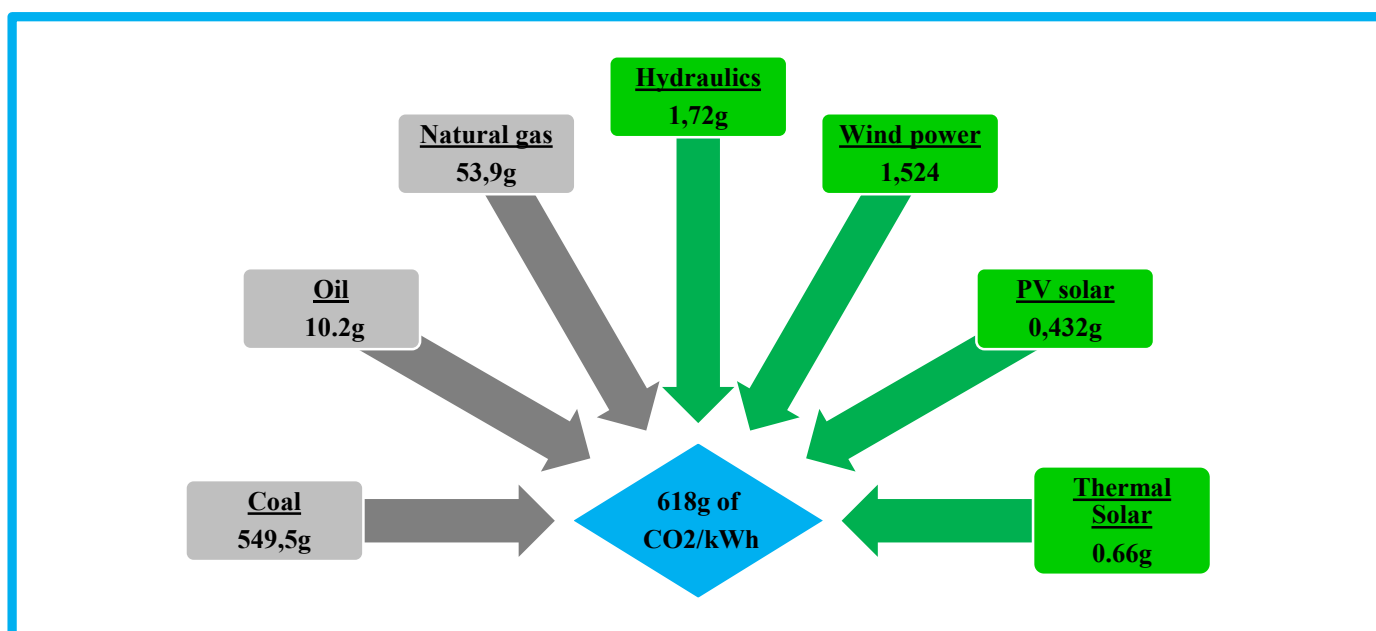 Hydraulics
1,72g
Natural gas
53,9g
Wind power
1,524
Oil
10.2g
PV solar
0,432g
Coal
549,5g
618g of
CO2/kWh
Thermal
Solar
0.66g